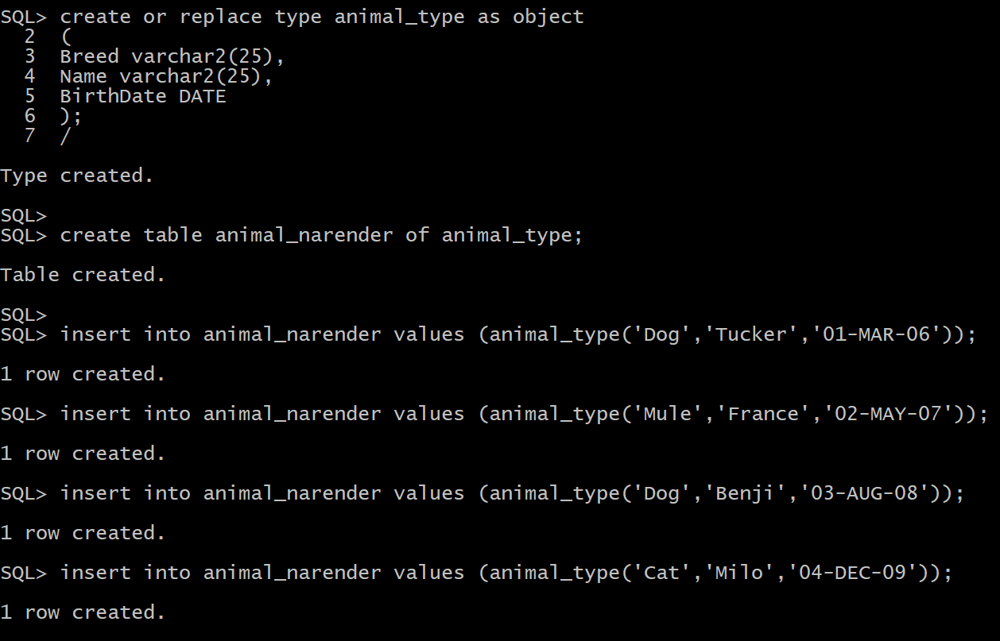 SQL> create or replace type animal_type as object
  2  (
  3  Breed varchar2(25),
  4  Name varchar2(25),
  5  BirthDate DATE
  6  );
  7  /
Type created.
SQL>
SQL> create table animal_narender of animal_type;
Table created.
SQL>
SQL> insert into animal_narender values (animal_type('Dog','Tucker','01-MAR-06'));
1 row created.
SQL> insert into animal_narender values (animal_type('Mule','France','02-MAY-07'));
1 row created.
SQL> insert into animal_narender values (animal_type('Dog','Benji','03-AUG-08'));
1 row created.
SQL> insert into animal_narender values (animal_type('Cat','Milo','04-DEC-09'));
1 row created.